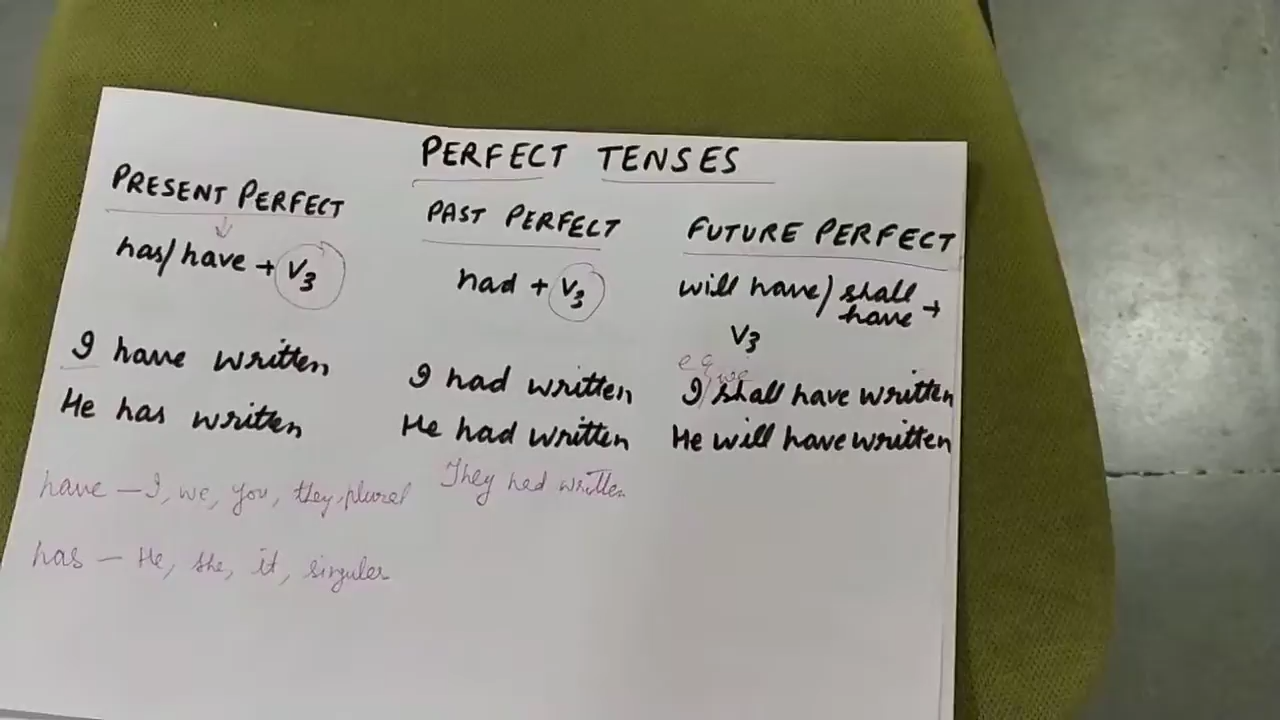 PERFECT TENSES
PRESENT PERFECT
has/have + V3
I have written
He has written
have — I, we, you, they, plural
has — He, she, it, singular
PAST PERFECT
had + V3
I had written
He had written
They had written
FUTURE PERFECT
will have/shall have +
V3
eg we
I/shall have written
He will have written